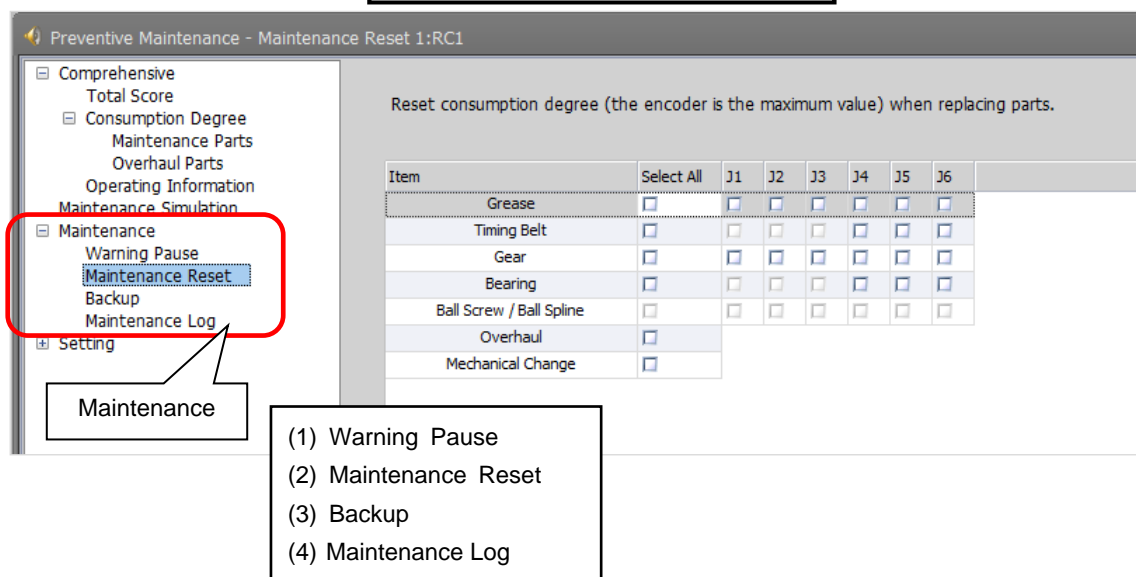 Preventive Maintenance - Maintenance Reset 1:RC1
Comprehensive
Total Score
Consumption Degree
Maintenance Parts
Overhaul Parts
Operating Information
Maintenance Simulation
Maintenance
Warning Pause
Maintenance Reset
Backup
Maintenance Log
Setting
Maintenance
Reset consumption degree (the encoder is the maximum value) when replacing parts.
Item Select All J1 J2 J3 J4 J5 J6
Grease
Timing Belt
Gear
Bearing
Ball Screw / Ball Spline
Overhaul
Mechanical Change
(1) Warning Pause
(2) Maintenance Reset
(3) Backup
(4) Maintenance Log